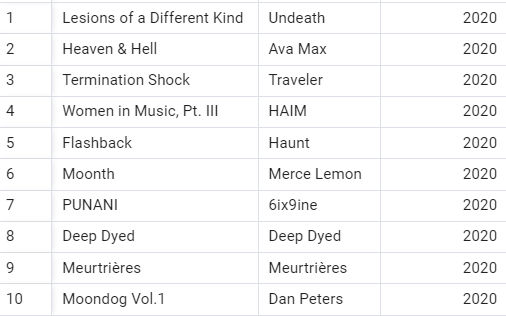 1 Lesions of a Different Kind Undeath 2020
2 Heaven & Hell Ava Max 2020
3 Termination Shock Traveler 2020
4 Women in Music, Pt. III HAIM 2020
5 Flashback Haunt 2020
6 Moonth Merce Lemon 2020
7 PUNANI 6ix9ine 2020
8 Deep Dyed Deep Dyed 2020
9 Meurtrières Meurtrières 2020
10 Moondog Vol.1 Dan Peters 2020